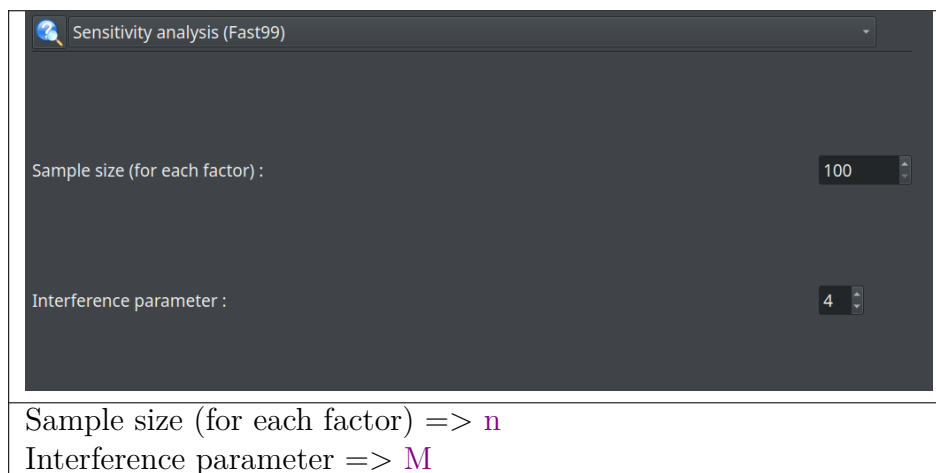 Sensitivity analysis (Fast99)
Sample size (for each factor) : 100
Interference parameter : 4
Sample size (for each factor) => n
Interference parameter => M